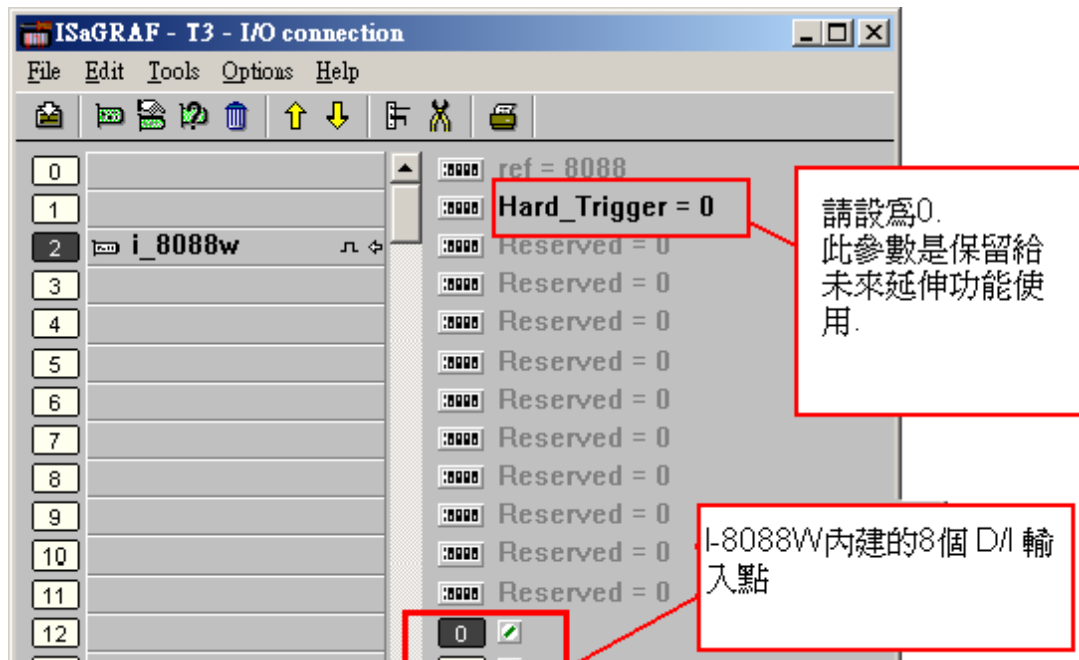 ISaGRAF - T3 - I/O connection
File Edit Tools Options Help
0
1
2 i_8088w
3
4
5
6
7
8
9
10
11
12
ref = 8088
Hard_Trigger = 0
Reserved = 0
Reserved = 0
Reserved = 0
Reserved = 0
Reserved = 0
Reserved = 0
Reserved = 0
Reserved = 0
Reserved = 0
Reserved = 0
0
請設爲0.
此參數是保留給
未來延伸功能使
用.
I-8088W內建的8個 D/I 輸
入點